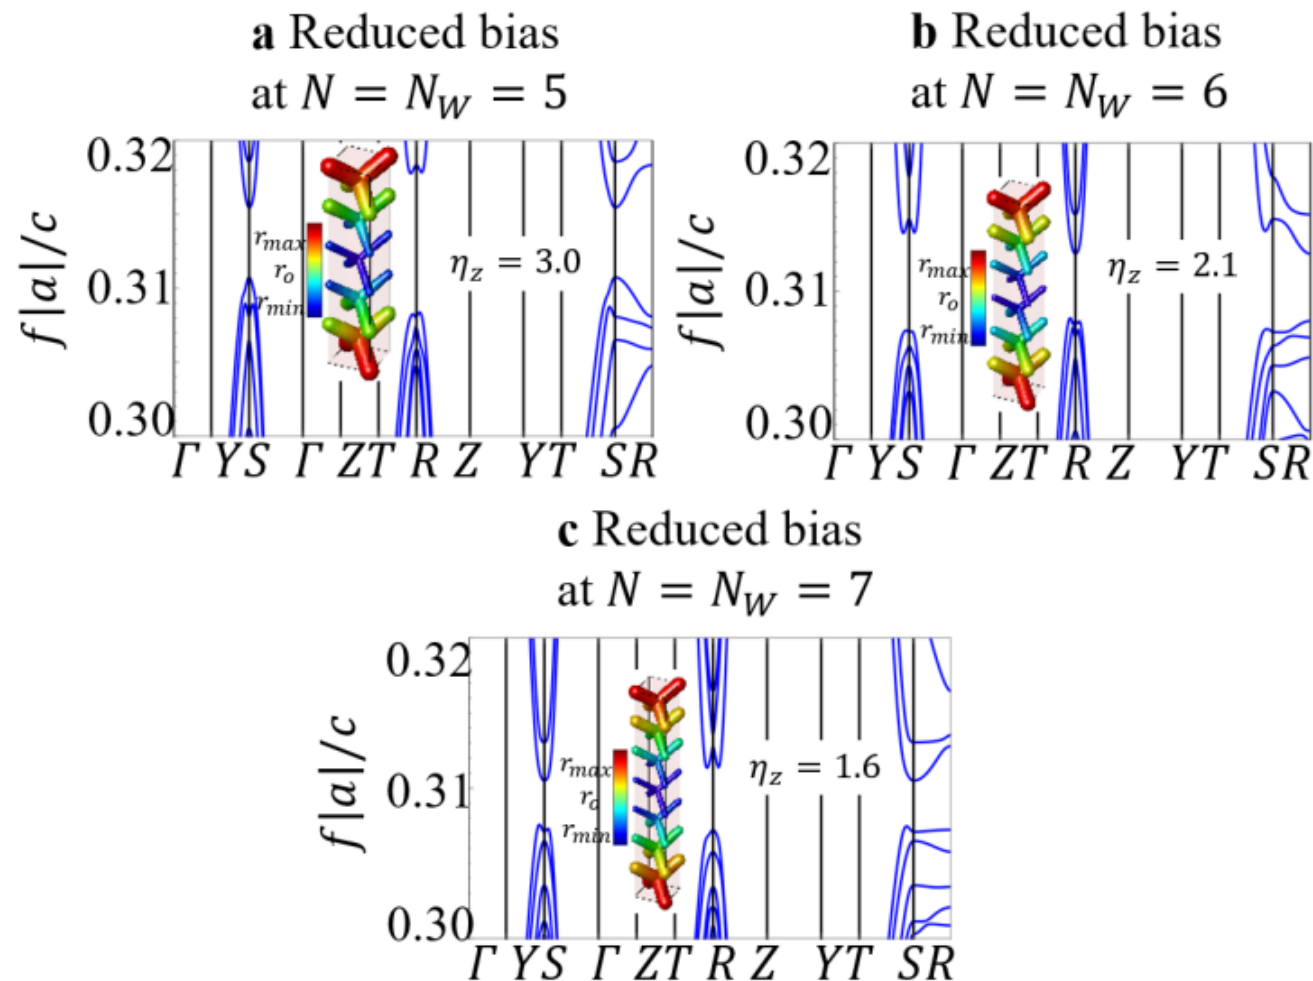 a Reduced bias
at N = N_W = 5
0.32
0.31
0.30
f|a|/c
r_max
r_o
r_min
η_z = 3.0
Γ Y S Γ Z T R Z Y T S R
b Reduced bias
at N = N_W = 6
0.32
0.31
0.30
f|a|/c
r_max
r_o
r_min
η_z = 2.1
Γ Y S Γ Z T R Z Y T S R
c Reduced bias
at N = N_W = 7
0.32
0.31
0.30
f|a|/c
r_max
r_o
r_min
η_z = 1.6
Γ Y S Γ Z T R Z Y T S R